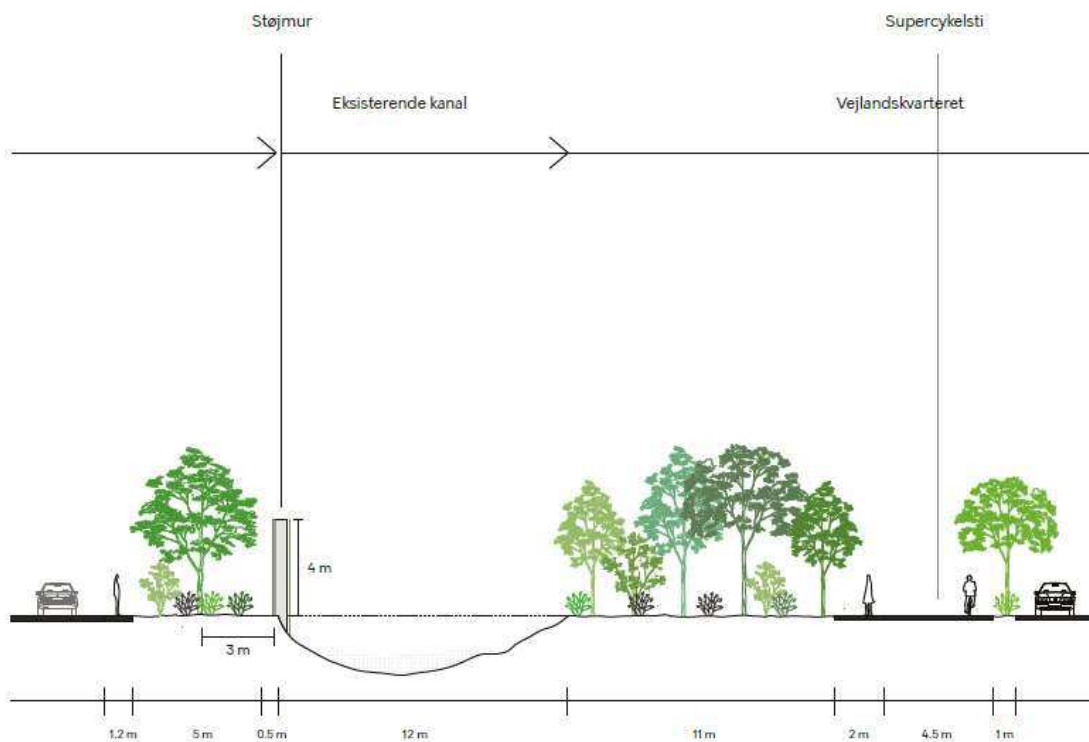 Støjmur
Supercykelsti
Eksisterende kanal
Vejlandskvarteret
4 m
3 m
1,2 m
5 m
0.5 m
12 m
11 m
2 m
4.5 m
1 m